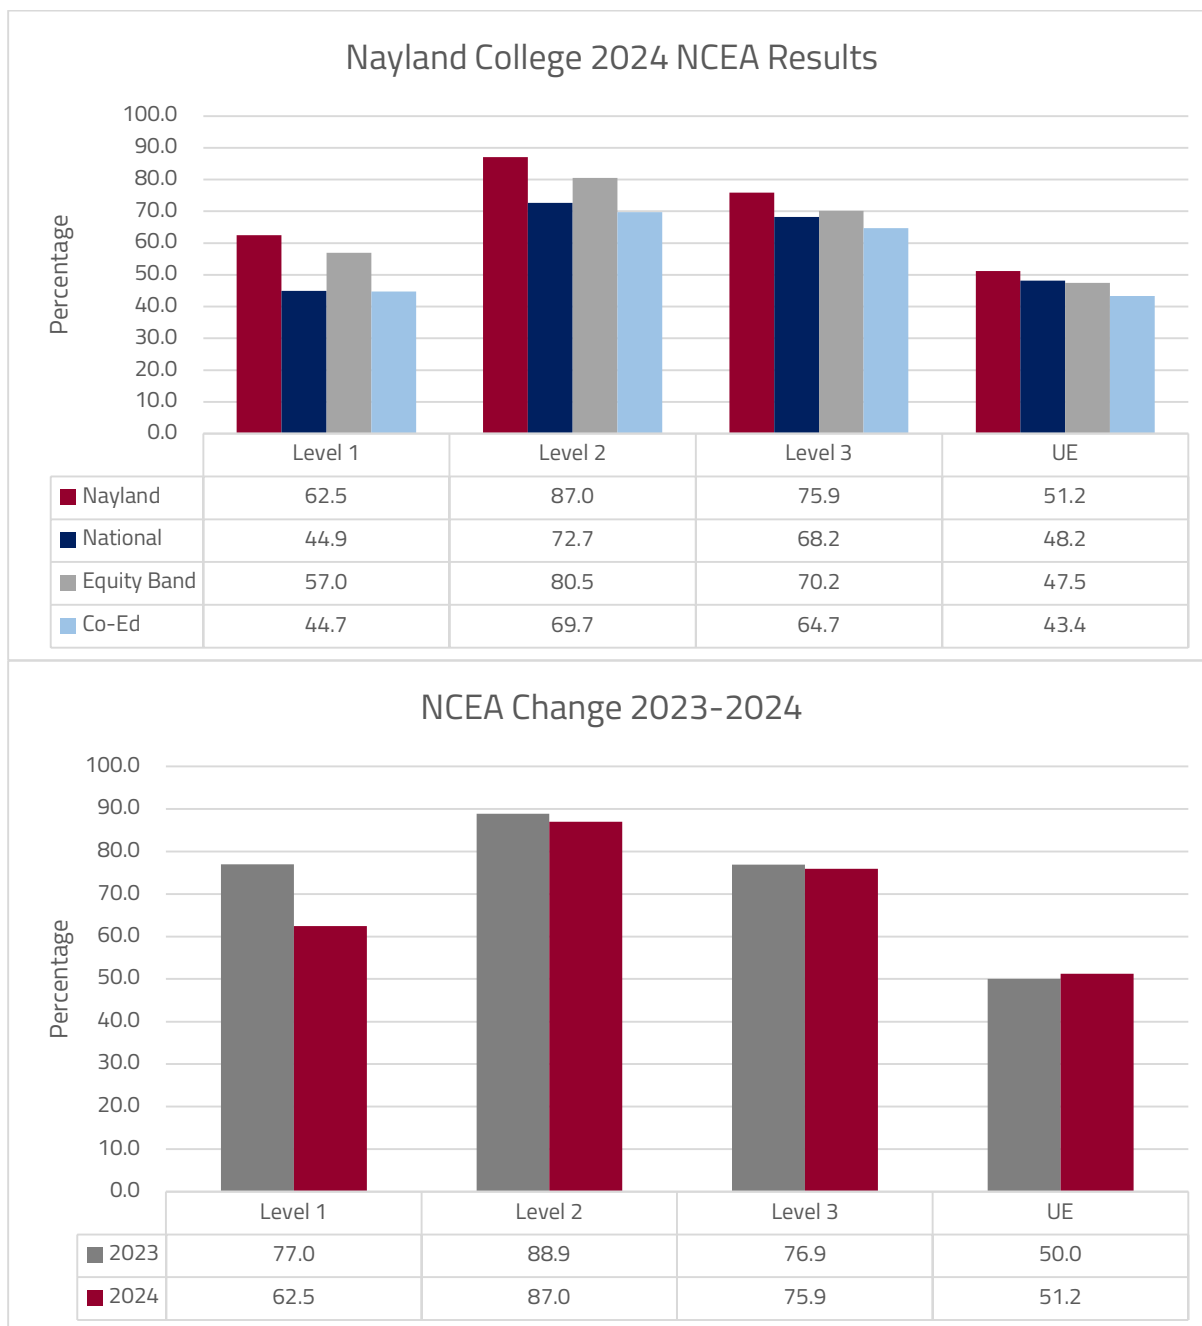 Nayland College 2024 NCEA Results
Percentage
100.0
90.0
80.0
70.0
60.0
50.0
40.0
30.0
20.0
10.0
0.0
Level 1 Level 2 Level 3 UE
Nayland 62.5 87.0 75.9 51.2
National 44.9 72.7 68.2 48.2
Equity Band 57.0 80.5 70.2 47.5
Co-Ed 44.7 69.7 64.7 43.4
NCEA Change 2023-2024
Percentage
100.0
90.0
80.0
70.0
60.0
50.0
40.0
30.0
20.0
10.0
0.0
Level 1 Level 2 Level 3 UE
2023 77.0 88.9 76.9 50.0
2024 62.5 87.0 75.9 51.2